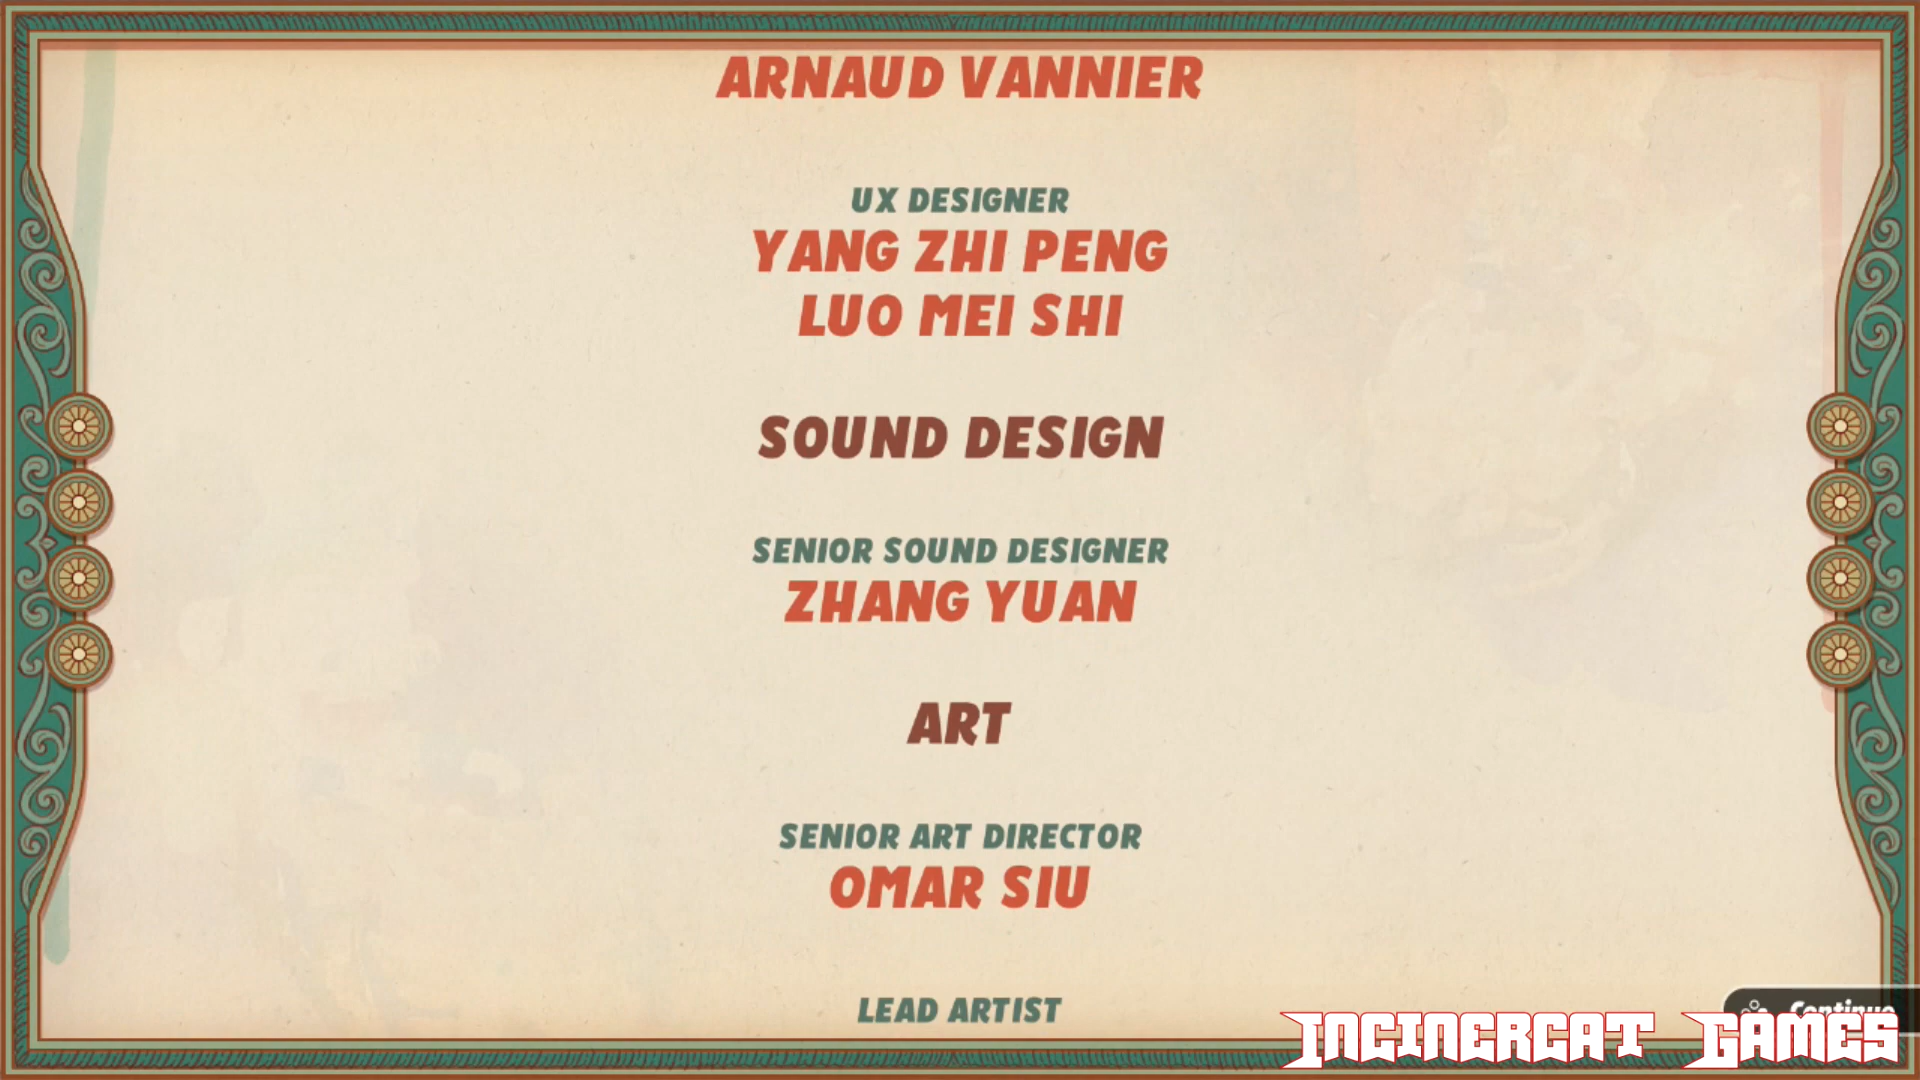 ARNAUD VANNIER
UX DESIGNER
YANG ZHI PENG
LUO MEI SHI
SOUND DESIGN
SENIOR SOUND DESIGNER
ZHANG YUAN
ART
SENIOR ART DIRECTOR
OMAR SIU
LEAD ARTIST
Continue
INCINERCAT GAMES